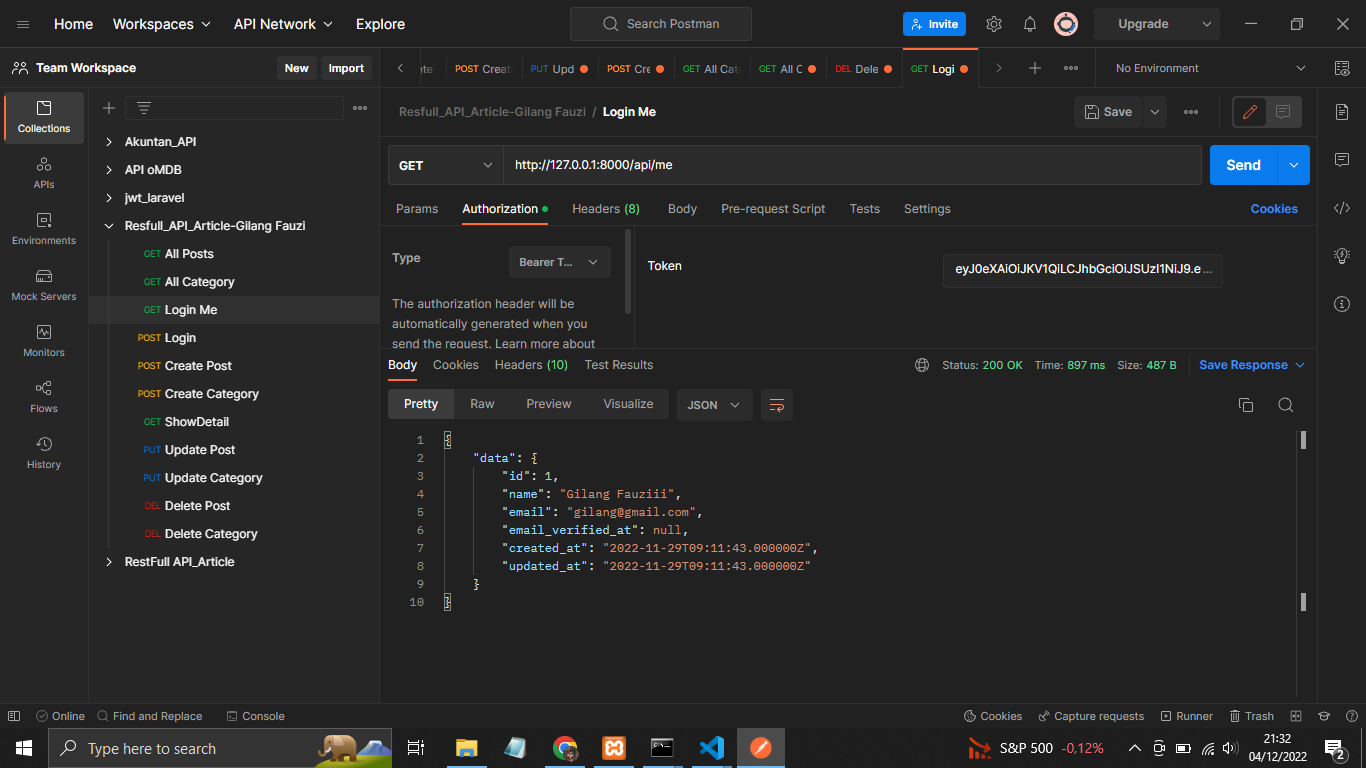 Home Workspaces API Network Explore Search Postman Invite Upgrade
Team Workspace New Import
POST Create PUT Upd POST Cre GET All Cat GET All C DEL Dele GET Logi No Environment
Resfull_API_Article-Gilang Fauzi / Login Me Save
Collections
APIs
Environments
Mock Servers
Monitors
Flows
History
Akuntan_API
API oMDB
jwt_laravel
Resfull_API_Article-Gilang Fauzi
GET All Posts
GET All Category
GET Login Me
POST Login
POST Create Post
POST Create Category
GET ShowDetail
PUT Update Post
PUT Update Category
DEL Delete Post
DEL Delete Category
RestFull API_Article
GET http://127.0.0.1:8000/api/me Send
Params Authorization Headers (8) Body Pre-request Script Tests Settings Cookies
Type Bearer T...
The authorization header will be
automatically generated when you
send the request. Learn more about
Token eyJ0eXAiOiJKV1QiLCJhbGciOiJSUzI1NiJ9.e...
Body Cookies Headers (10) Test Results Status: 200 OK Time: 897 ms Size: 487 B Save Response
Pretty Raw Preview Visualize JSON
1 {
2 "data": {
3 "id": 1,
4 "name": "Gilang Fauziii",
5 "email": "gilang@gmail.com",
6 "email_verified_at": null,
7 "created_at": "2022-11-29T09:11:43.000000Z",
8 "updated_at": "2022-11-29T09:11:43.000000Z"
9 }
10 }
Online Find and Replace Console Cookies Capture requests Runner Trash
Type here to search S&P 500 -0,12% 21:32
04/12/2022 2